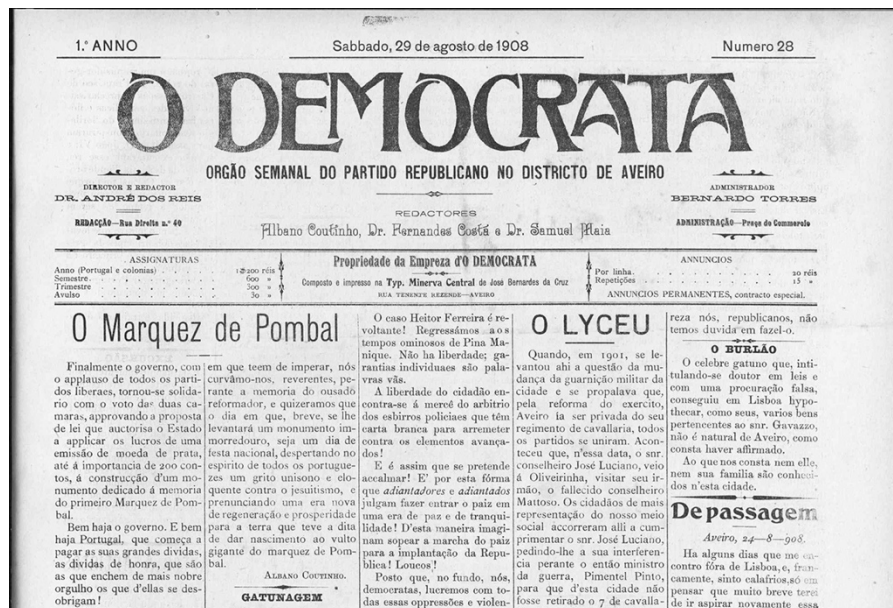 1.º ANNO
Sabbado, 29 de agosto de 1908
Numero 28
O DEMOCRATA
ORGÃO SEMANAL DO PARTIDO REPUBLICANO NO DISTRICTO DE AVEIRO
DIRECTOR E REDACTOR
DR. ANDRÉ DOS REIS
REDACÇÃO—Rua Direita n.º 40
REDACTORES
Albano Coutinho, Dr. Fernandes Costa e Dr. Samuel Maia
ADMINISTRADOR
BERNARDO TORRES
ADMINISTRAÇÃO—Praça do Commercio
ASSIGNATURAS
Anno (Portugal e colonias) . . . 1$200 réis
Semestre . . . 600 »
Trimestre . . . 300 »
Avulso . . . 30 »
Propriedade da Empreza d'O DEMOCRATA
Composto e impresso na Typ. Minerva Central de José Bernardes da Cruz
RUA TENENTE REZENDE—AVEIRO
ANNUNCIOS
Por linha . . . 20 réis
Repetições . . . 15 »
ANNUNCIOS PERMANENTES, contracto especial.
O Marquez de Pombal
Finalmente o governo, com
o applauso de todos os parti-
dos liberaes, tornou-se solida-
rio com o voto das duas ca-
maras, approvando a proposta
de lei que auctorisa o Estado
a applicar os lucros de uma
emissão de moeda de prata,
até á importancia de 200 con-
tos, á construcção d'um mo-
numento dedicado á memoria
do primeiro Marquez de Pom-
bal.
Bem haja o governo. E bem
haja Portugal, que começa a
pagar as suas grandes dividas,
as dividas de honra, que são
as que enchem de mais nobre
orgulho os que d'ellas se des-
obrigam!
em que teem de imperar, nós
curvâmo-nos, reverentes, pe-
rante a memoria do ousado
reformador, e quizeramos que
o dia em que, breve, se lhe
levantará um monumento im-
morredouro, seja um dia de
festa nacional, despertando no
espirito de todos os portugue-
zes um grito unisono e elo-
quente contra o jesuitismo, e
prenunciando uma era nova
de regeneração e prosperidade
para a terra que teve a dita
de dar nascimento ao vulto
gigante do marquez de Pom-
bal.
ALBANO COUTINHO.
GATUNAGEM
O caso Heitor Ferreira é re-
voltante! Regressámos aos
tempos ominosos de Pina Ma-
nique. Não ha liberdade; ga-
rantias individuaes são pala-
vras vãs.
A liberdade do cidadão en-
contra-se á mercê do arbitrio
dos esbirros policiaes que têm
carta branca para arremeter
contra os elementos avança-
dos!
E é assim que se pretende
accalmar! E' por esta fórma
que adiantadores e adiantados
julgam fazer entrar o paiz em
uma era de paz e de tranqui-
lidade! D'esta maneira imagi-
nam sopear a marcha do paiz
para a implantação da Repu-
blica! Loucos!
Posto que, no fundo, nós,
democratas, lucremos com to-
das essas oppressões e violen-
O LYCEU
Quando, em 1901, se le-
vantou ahi a questão da mu-
dança da guarnição militar da
cidade e se propalava que,
pela reforma do exercito,
Aveiro ia ser privado do seu
regimento de cavallaria, todos
os partidos se uniram. Acon-
teceu que, n'essa data, o snr.
conselheiro José Luciano, veio
á Oliveirinha, visitar seu ir-
mão, o fallecido conselheiro
Mattoso. Os cidadãos de mais
representação do nosso meio
social accorreram alli a cum-
primentar o snr. José Luciano,
pedindo-lhe a sua interferen-
cia perante o então ministro
da guerra, Pimentel Pinto,
para que d'esta cidade não
fosse retirado o 7 de cavalla-
reza nós, republicanos, não
temos duvida em fazel-o.
O BURLÃO
O celebre gatuno que, inti-
tulando-se doutor em leis e
com uma procuração falsa,
conseguiu em Lisboa hypo-
thecar, como seus, varios bens
pertencentes ao snr. Gavazzo,
não é natural de Aveiro, como
consta haver affirmado.
Ao que nos consta nem elle,
nem sua familia são conheci-
dos n'esta cidade.
De passagem
Aveiro, 24—8—908.
Ha alguns dias que me en-
contro fóra de Lisboa, e, fran-
camente, sinto calafrios, só em
pensar que muito breve terei
de ir aspirar novamente essa